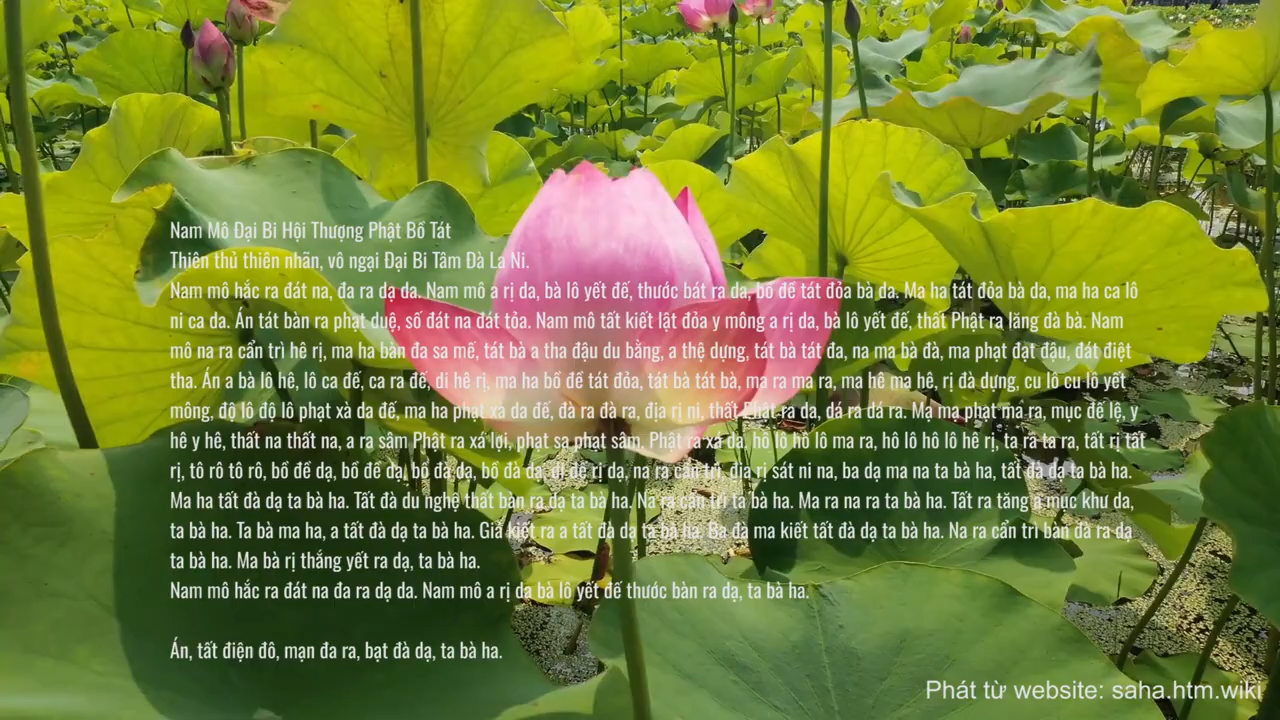 Nam Mô Đại Bi Hội Thượng Phật Bồ Tát
Thiên thủ thiên nhãn, vô ngại Đại Bi Tâm Đà La Ni.
Nam mô hắc ra đát na, đa ra dạ da. Nam mô a rị da, bà lô yết đế, thước bát ra da, bồ đề tát đỏa bà da. Ma ha tát đỏa bà da, ma ha ca lô
ni ca da. Án tát bàn ra phạt duệ, số đát na đát tỏa. Nam mô tất kiết lật đỏa y mông a rị da, bà lô yết đế, thất Phật ra lăng đà bà. Nam
mô na ra cẩn trì hê rị, ma ha bàn đa sa mế, tát bà a tha đậu du bằng, a thệ dựng, tát bà tát đa, na ma bà đà, ma phạt đạt đậu, đát điệt
tha. Án a bà lô hê, lô ca đế, ca ra đế, di hê rị, ma ha bồ đề tát đỏa, tát bà tát bà, ma ra ma ra, ma hê ma hê, rị đà dựng, cu lô cu lô yết
mông, độ lô độ lô phạt xà da đế, ma ha phạt xà da đế, đà ra đà ra, địa rị ni, thất Phật ra da, dá ra dá ra. Ma ma phạt ma ra, mục đế lệ, y
hê y hê, thất na thất na, a ra sâm Phật ra xá lợi, phạt sa phạt sâm, Phật ra xá da, hô lô hô lô ma ra, hô lô hô lô hê rị, ta ra ta ra, tất rị tất
rị, tô rô tô rô, bồ đề dạ, bồ đề dạ, bồ đà dạ, bồ đà dạ, di đế rị dạ, na ra cẩn trì, địa rị sát ni na, ba dạ ma na ta bà ha, tất đà dạ ta bà ha.
Ma ha tất đà dạ ta bà ha. Tất đà du nghệ thất bàn ra dạ ta bà ha. Na ra cẩn trì ta bà ha. Ma ra na ra ta bà ha. Tất ra tăng a mục khư da,
ta bà ha. Ta bà ma ha, a tất đà dạ ta bà ha. Giả kiết ra a tất đà dạ ta bà ha. Ba đà ma kiết tất đà dạ ta bà ha. Na ra cẩn trì bàn đà ra dạ
ta bà ha. Ma bà rị thắng yết ra dạ, ta bà ha.
Nam mô hắc ra đát na đa ra dạ da. Nam mô a rị da bà lô yết đế thước bàn ra dạ, ta bà ha.
Án, tất điện đô, mạn đa ra, bạt đà dạ, ta bà ha.
Phát từ website: saha.htm.wiki